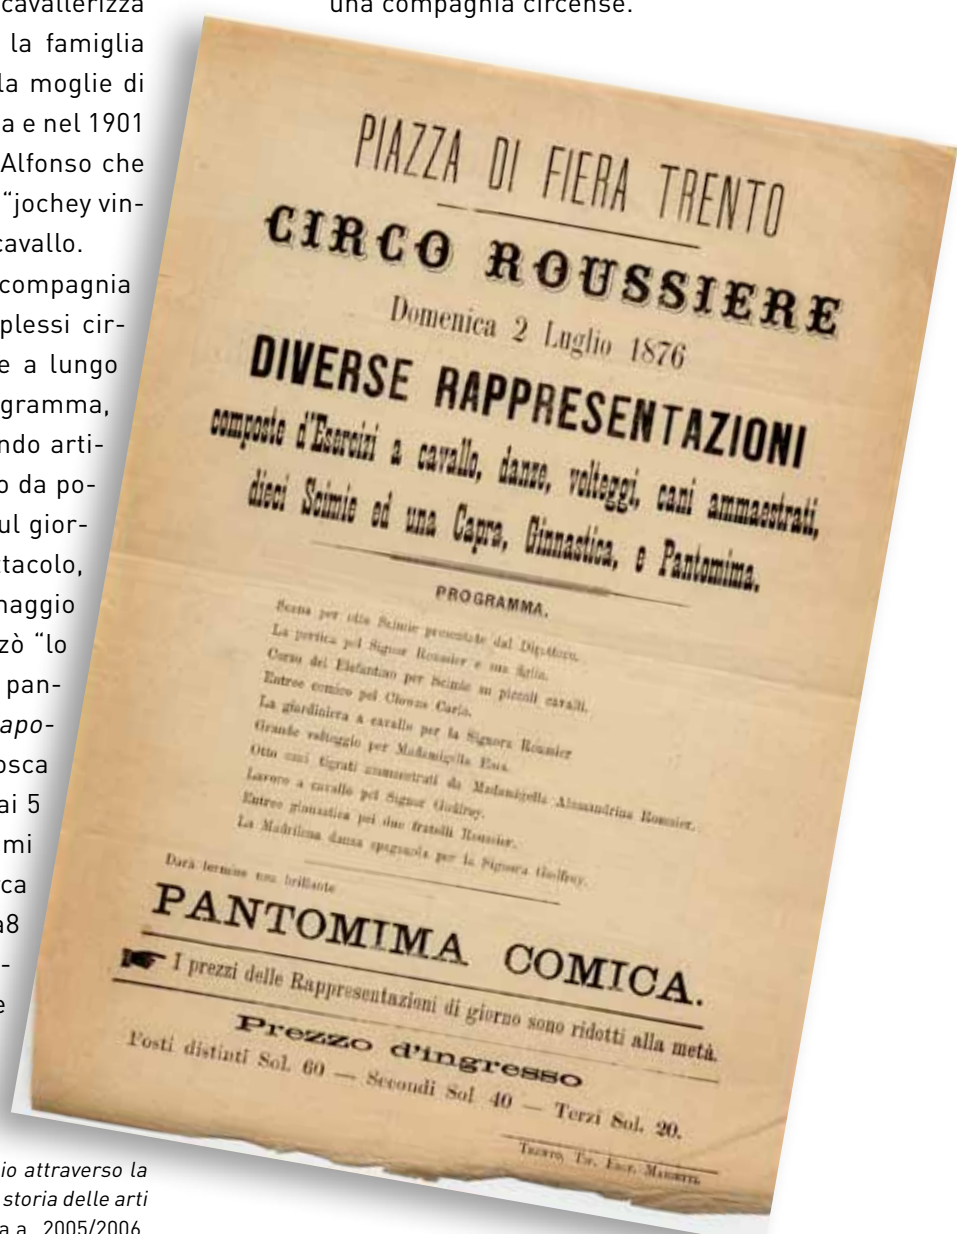 cavallerizza
la famiglia
la moglie di
a e nel 1901
Alfonso che
“jochey vin-
cavallo.
compagnia
plessi cir-
e a lungo
gramma,
ndo arti-
o da po-
ul gior-
ttacolo,
naggio
zò “lo
pan-
apo-
osca
ai 5
mi
ca
a8
-
e
io attraverso la
storia delle arti
a a. 2005/2006
una compagnia circense.
PIAZZA DI FIERA TRENTO
CIRCO ROUSSIERE
Domenica 2 Luglio 1876
DIVERSE RAPPRESENTAZIONI
composte d'Esercizi a cavallo, danze, volteggi, cani ammaestrati,
dieci Scimie ed una Capra, Ginnastica, e Pantomima.
PROGRAMMA.
Scena per otto Scimie presentate dal Direttore.
La pertica pel Signor Roussier e sua figlia.
Corso del Elefantino per Scimie su piccoli cavalli.
Entree comico pel Clowns Carlo.
La giardiniera a cavallo per la Signora Roussier
Grande volteggio per Madamigella
Otto cani tigrati ammaestrati da Madamigella Alessandrina Roussier.
Lavoro a cavallo pel Signor Godfroy.
Entree ginnastica pei due fratelli Roussier.
La Madrilena danza spagnuola per la Signora Godfroy.
Darà termine una brillante
PANTOMIMA COMICA.
I prezzi delle Rappresentazioni di giorno sono ridotti alla metà.
Prezzo d'ingresso
Posti distinti Sol. 60 — Secondi Sol 40 — Terzi Sol. 20.
Trento, Tip. Edit.